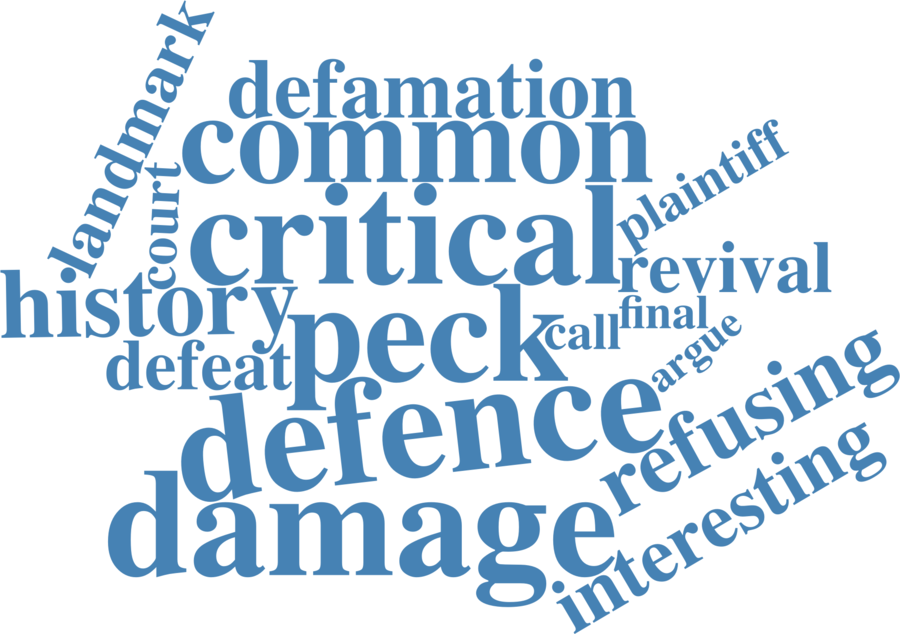 landmark
defamation
common
court
plaintiff
critical
revival
history
peck
final
call
defeat
argue
defence
refusing
damage
interesting